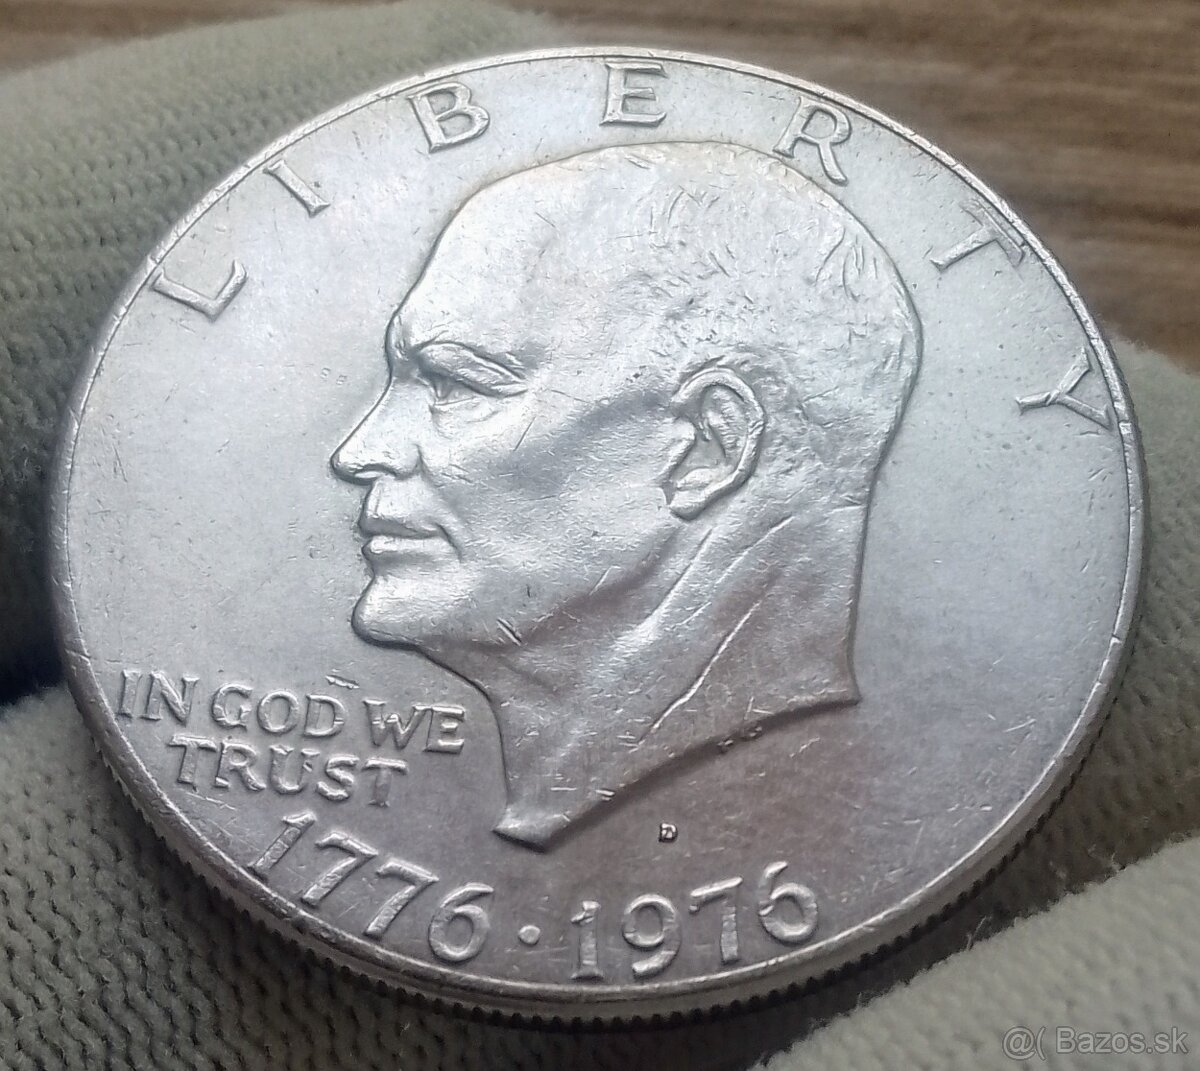 LIBERTY
IN GOD WE
TRUST
D
1776 · 1976
@( Bazos.sk